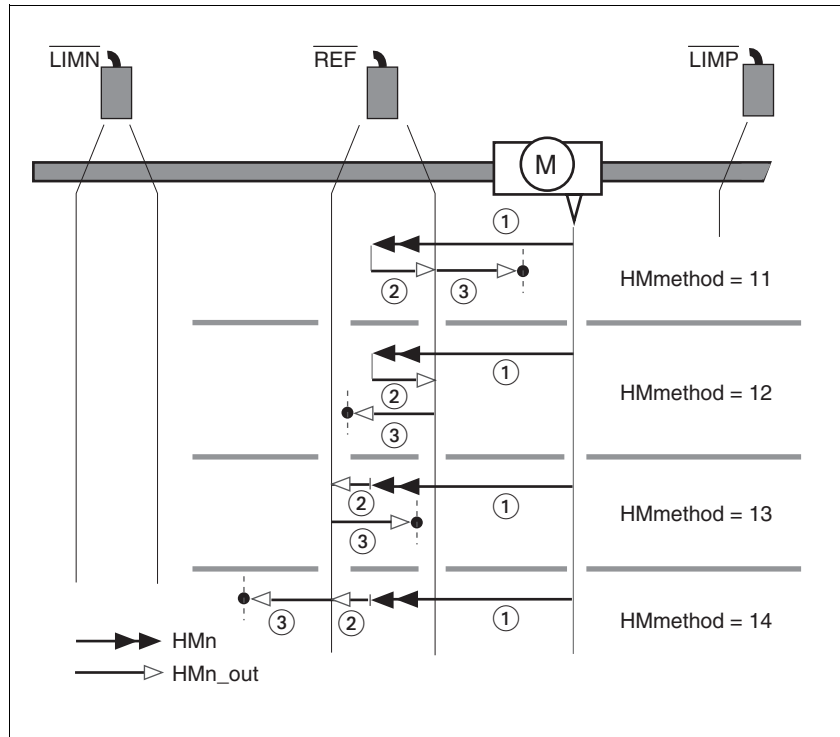 LIMN REF LIMP
M
1
2 3 HMmethod = 11
1
2 HMmethod = 12
3
2 1 HMmethod = 13
3
3 2 1 HMmethod = 14
HMn
HMn_out